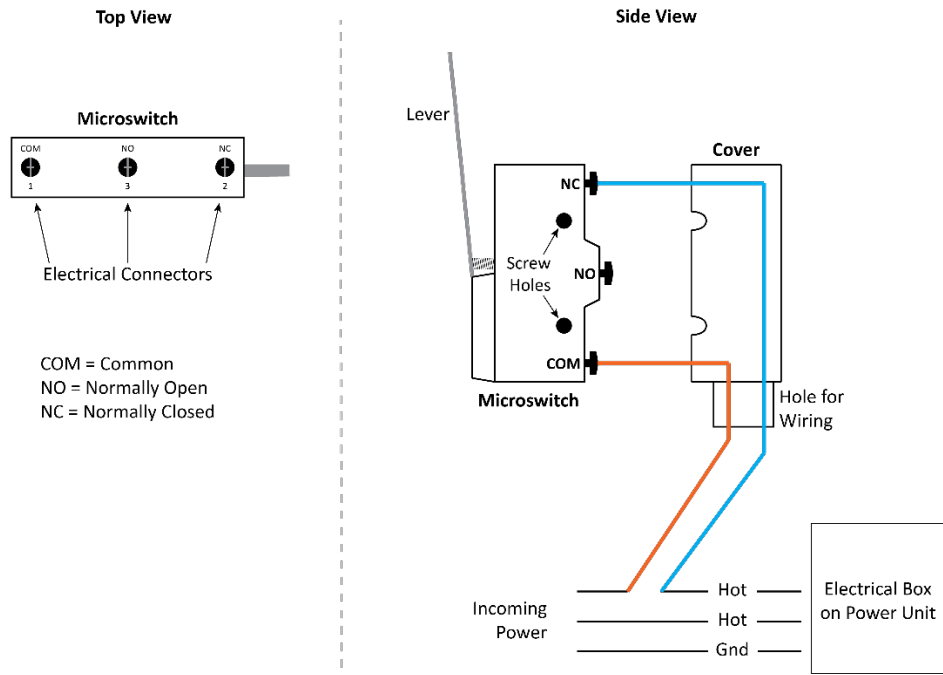 Top View
Microswitch
COM
NO
NC
1
3
2
Electrical Connectors
COM = Common
NO = Normally Open
NC = Normally Closed
Side View
Lever
Cover
NC
Screw
Holes
NO
COM
Microswitch
Hole for
Wiring
Incoming
Power
Hot
Hot
Gnd
Electrical Box
on Power Unit